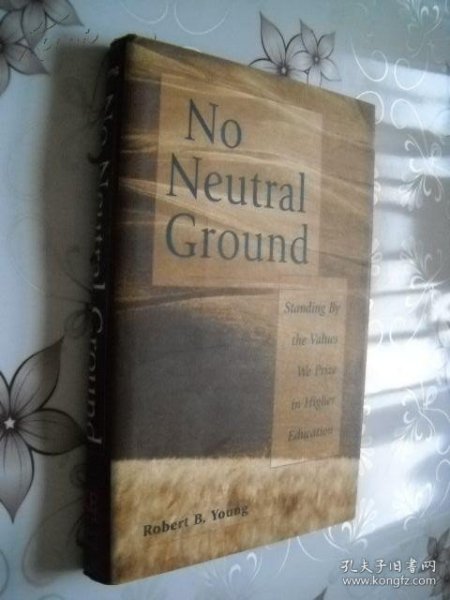 No
Neutral
Ground
Standing By
the Values
We Prize
in Higher
Education
Robert B. Young
No Neutral Ground
孔夫子旧书网
www.kongfz.com